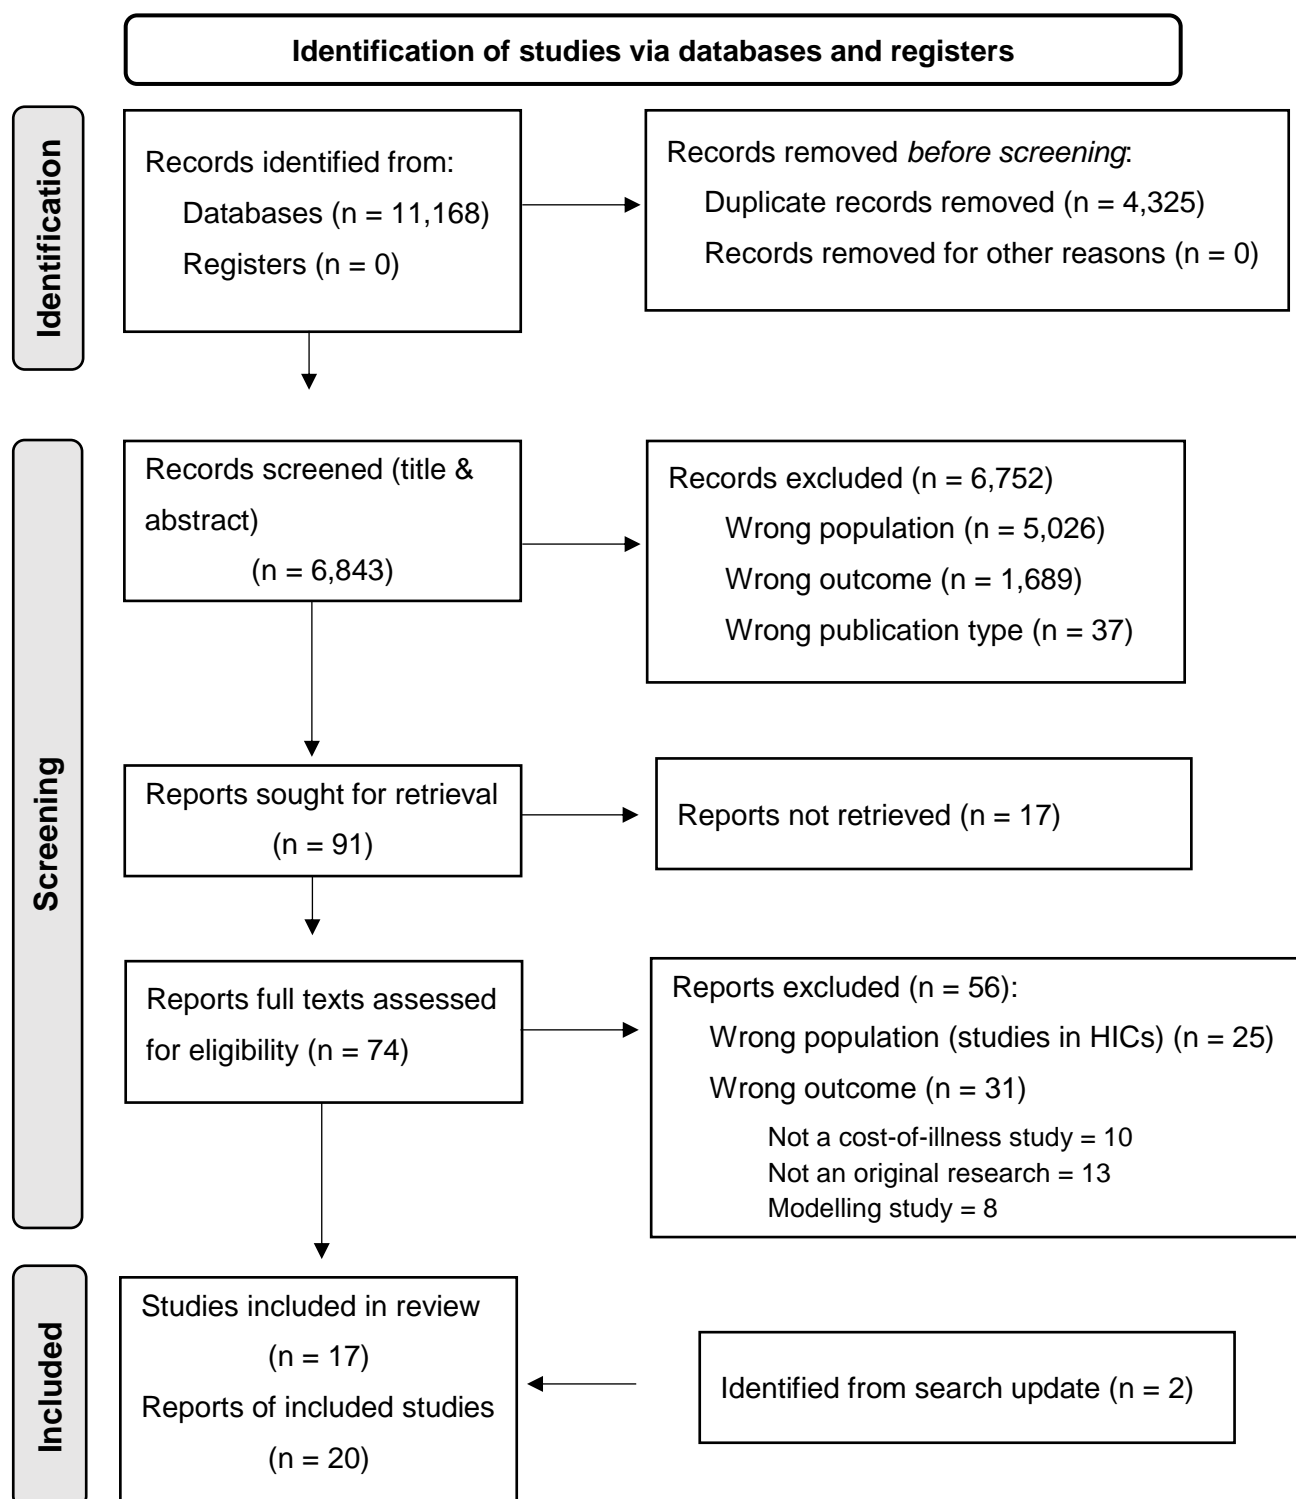 Identification of studies via databases and registers
Identification
Records identified from:
Databases (n = 11,168)
Registers (n = 0)
Records removed before screening:
Duplicate records removed (n = 4,325)
Records removed for other reasons (n = 0)
Screening
Records screened (title &
abstract)
(n = 6,843)
Records excluded (n = 6,752)
Wrong population (n = 5,026)
Wrong outcome (n = 1,689)
Wrong publication type (n = 37)
Reports sought for retrieval
(n = 91)
Reports not retrieved (n = 17)
Reports full texts assessed
for eligibility (n = 74)
Reports excluded (n = 56):
Wrong population (studies in HICs) (n = 25)
Wrong outcome (n = 31)
Not a cost-of-illness study = 10
Not an original research = 13
Modelling study = 8
Included
Studies included in review
(n = 17)
Reports of included studies
(n = 20)
Identified from search update (n = 2)